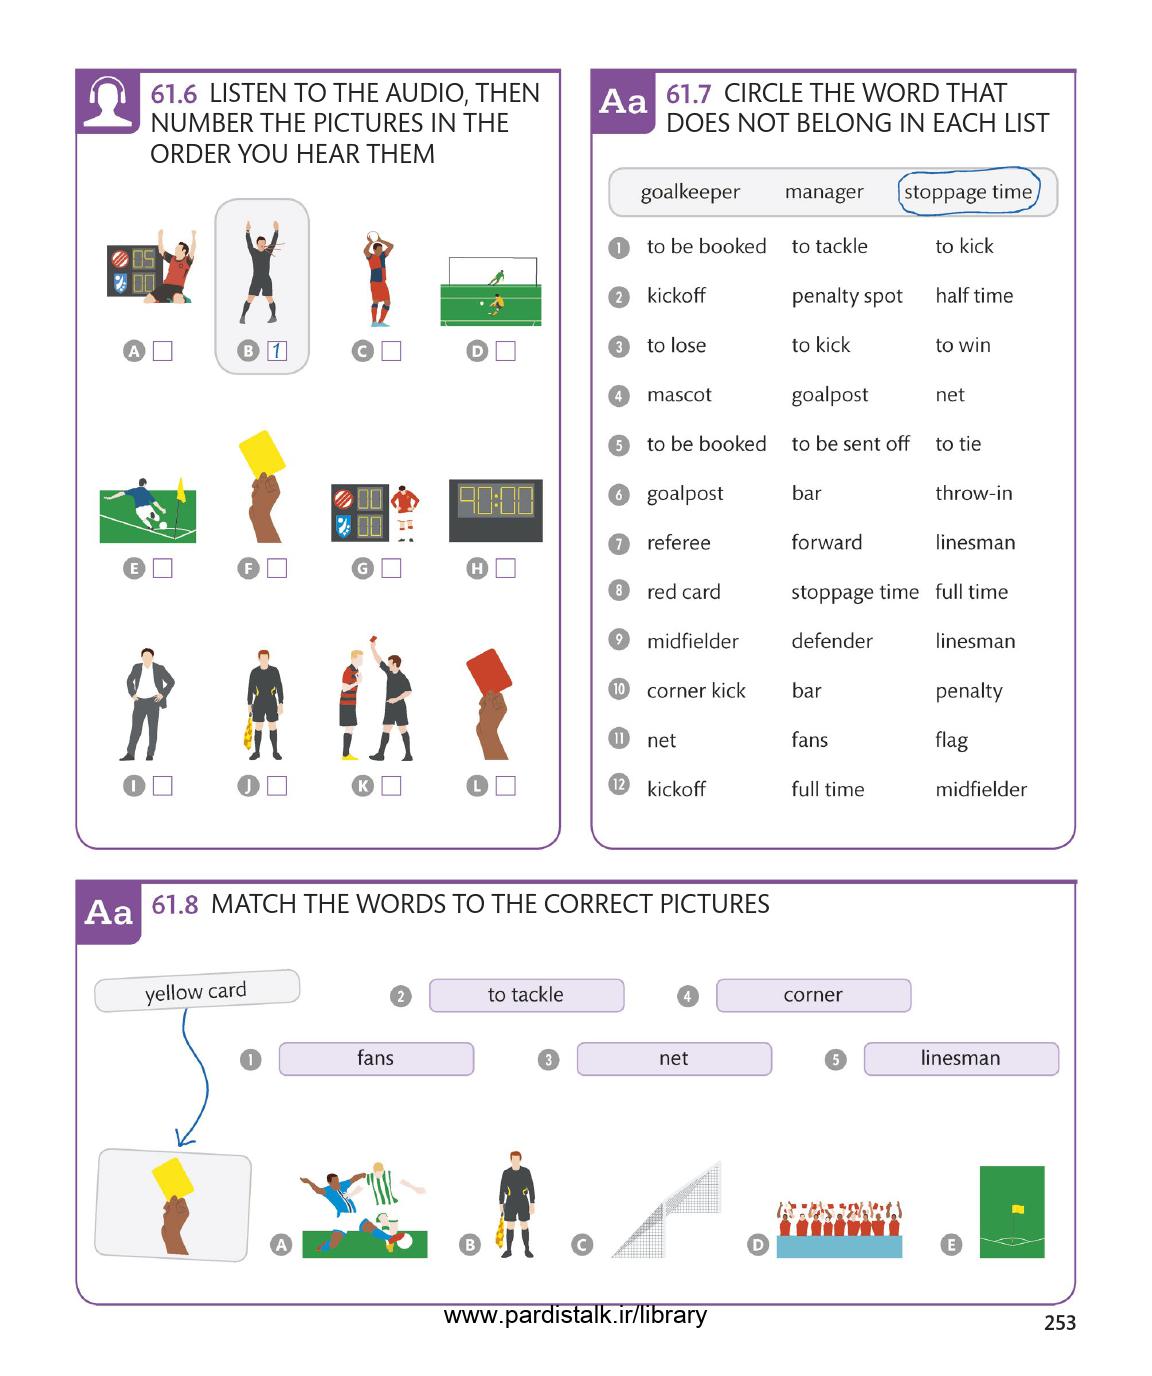 61.6 LISTEN TO THE AUDIO, THEN
NUMBER THE PICTURES IN THE
ORDER YOU HEAR THEM
05
00
A
B 1
C
D
00
00
90:00
E
F
G
H
I
J
K
L
Aa 61.7 CIRCLE THE WORD THAT
DOES NOT BELONG IN EACH LIST
goalkeeper manager stoppage time
1 to be booked to tackle to kick
2 kickoff penalty spot half time
3 to lose to kick to win
4 mascot goalpost net
5 to be booked to be sent off to tie
6 goalpost bar throw-in
7 referee forward linesman
8 red card stoppage time full time
9 midfielder defender linesman
10 corner kick bar penalty
11 net fans flag
12 kickoff full time midfielder
Aa 61.8 MATCH THE WORDS TO THE CORRECT PICTURES
yellow card
2 to tackle
4 corner
1 fans
3 net
5 linesman
A
B
C
D
E
www.pardistalk.ir/library
253